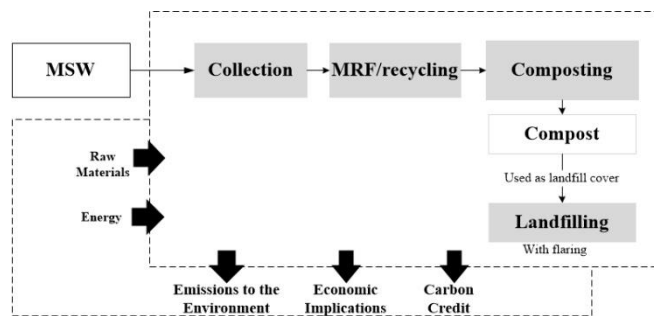 MSW
Collection
MRF/recycling
Composting
Compost
Used as landfill cover
Landfilling
With flaring
Raw
Materials
Energy
Emissions to the
Environment
Economic
Implications
Carbon
Credit